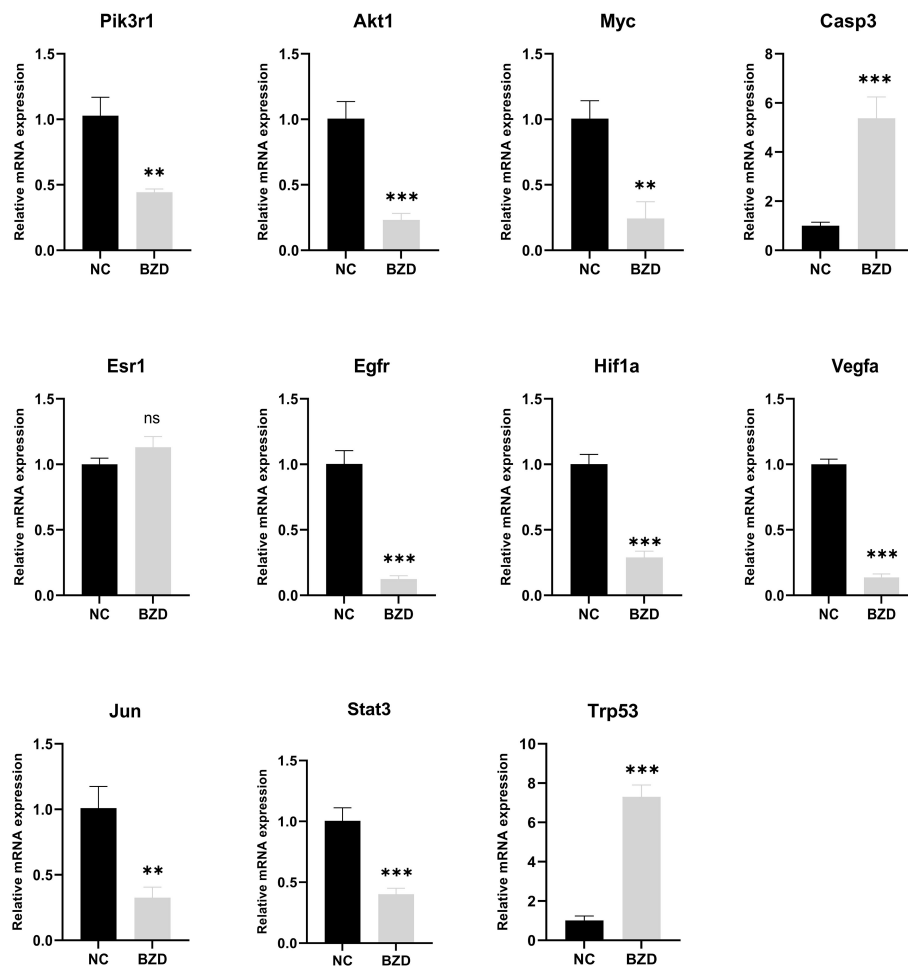 Pik3r1
Relative mRNA expression
1.5
1.0
0.5
0.0
**
NC BZD
Akt1
Relative mRNA expression
1.5
1.0
0.5
0.0
***
NC BZD
Myc
Relative mRNA expression
1.5
1.0
0.5
0.0
**
NC BZD
Casp3
Relative mRNA expression
8
6
4
2
0
***
NC BZD
Esr1
Relative mRNA expression
1.5
1.0
0.5
0.0
ns
NC BZD
Egfr
Relative mRNA expression
1.5
1.0
0.5
0.0
***
NC BZD
Hif1a
Relative mRNA expression
1.5
1.0
0.5
0.0
***
NC BZD
Vegfa
Relative mRNA expression
1.5
1.0
0.5
0.0
***
NC BZD
Jun
Relative mRNA expression
1.5
1.0
0.5
0.0
**
NC BZD
Stat3
Relative mRNA expression
1.5
1.0
0.5
0.0
***
NC BZD
Trp53
Relative mRNA expression
10
8
6
4
2
0
***
NC BZD